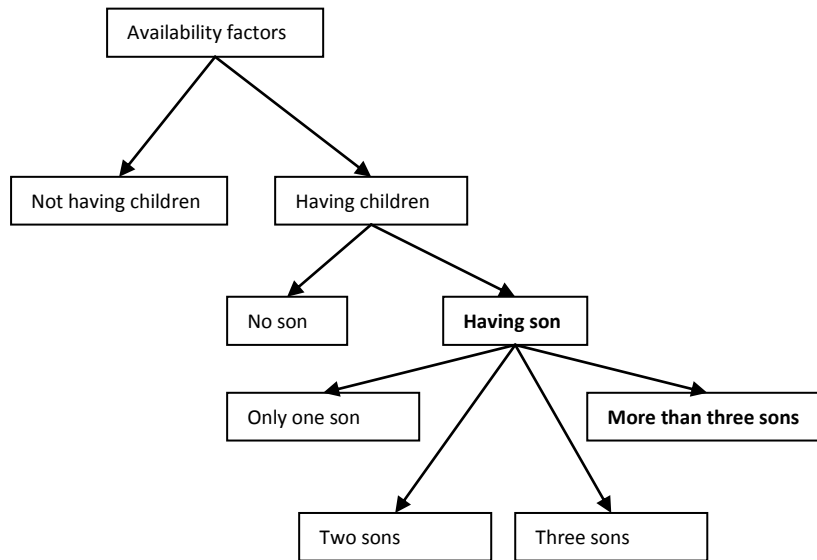 Availability factors
Not having children
Having children
No son
Having son
Only one son
More than three sons
Two sons
Three sons